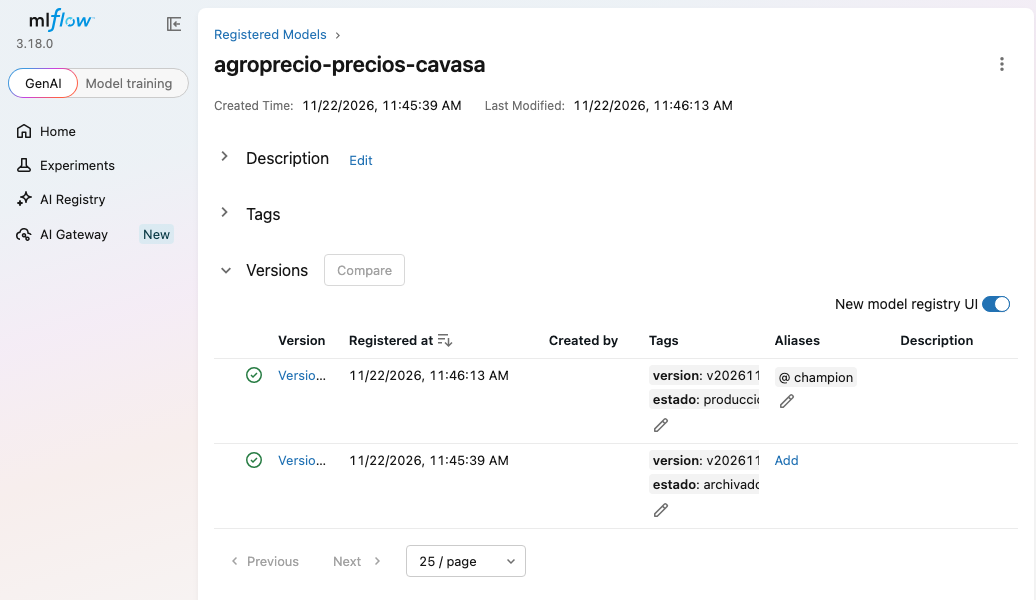 mlflow
3.18.0
GenAI Model training
Home
Experiments
AI Registry
AI Gateway New
Registered Models
agroprecio-precios-cavasa
Created Time: 11/22/2026, 11:45:39 AM Last Modified: 11/22/2026, 11:46:13 AM
Description Edit
Tags
Versions Compare
New model registry UI
Version Registered at Created by Tags Aliases Description
Versio... 11/22/2026, 11:46:13 AM version: v202611 @ champion
estado: produccio
Versio... 11/22/2026, 11:45:39 AM version: v202611 Add
estado: archivado
Previous Next 25 / page